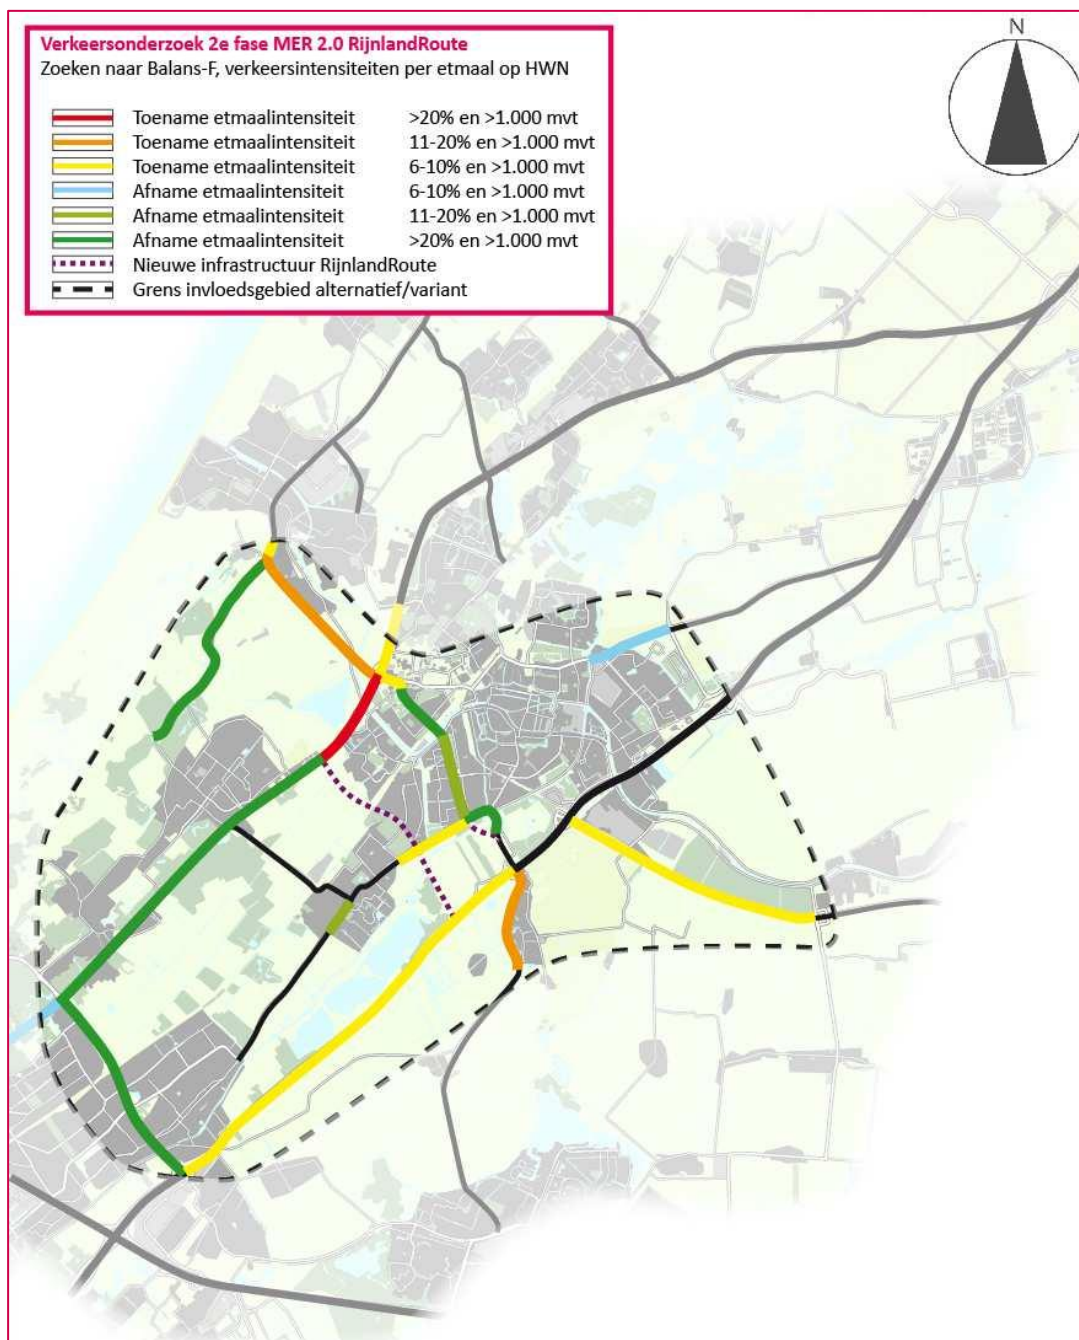 N
Verkeersonderzoek 2e fase MER 2.0 RijnlandRoute
Zoeken naar Balans-F, verkeersintensiteiten per etmaal op HWN
Toename etmaalintensiteit >20% en >1.000 mvt
Toename etmaalintensiteit 11-20% en >1.000 mvt
Toename etmaalintensiteit 6-10% en >1.000 mvt
Afname etmaalintensiteit 6-10% en >1.000 mvt
Afname etmaalintensiteit 11-20% en >1.000 mvt
Afname etmaalintensiteit >20% en >1.000 mvt
Nieuwe infrastructuur RijnlandRoute
Grens invloedsgebied alternatief/variant